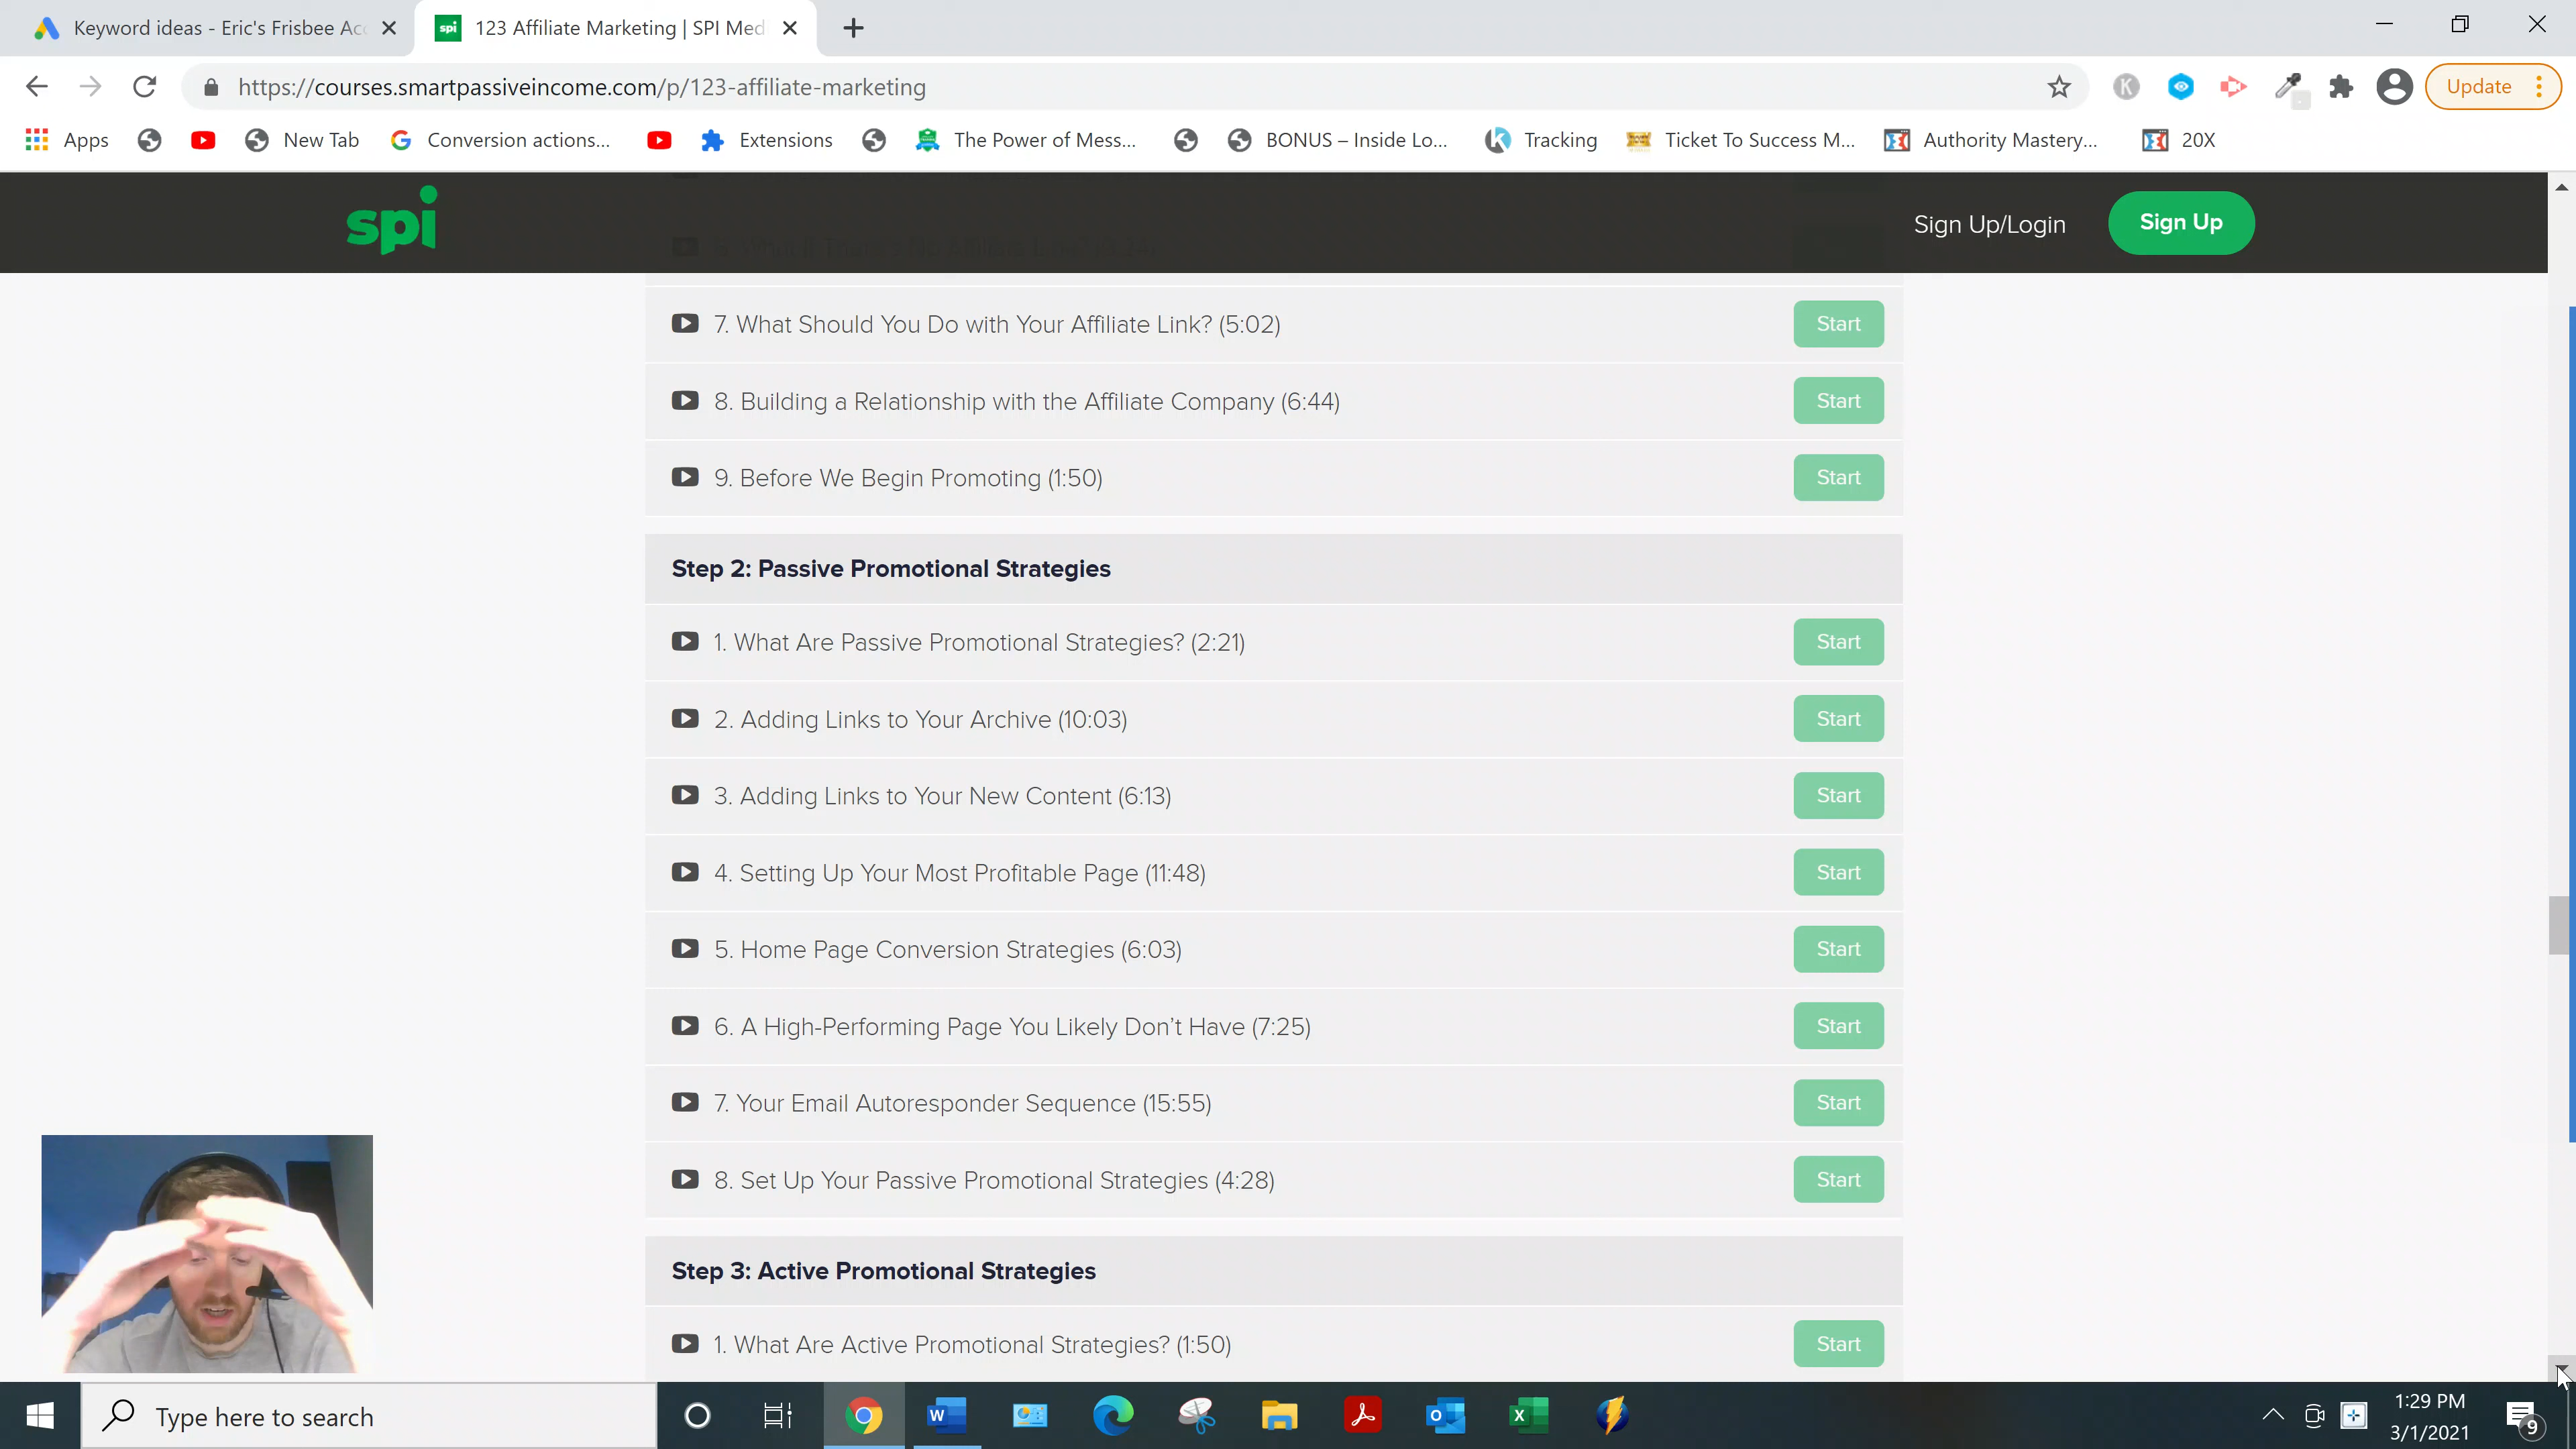 Keyword ideas - Eric's Frisbee Acc
spi 123 Affiliate Marketing | SPI Med
https://courses.smartpassiveincome.com/p/123-affiliate-marketing
K
Update
Apps
New Tab
Conversion actions...
Extensions
The Power of Mess...
BONUS – Inside Lo...
Tracking
Ticket To Success M...
Authority Mastery...
20X
spi
Sign Up/Login
Sign Up
7. What Should You Do with Your Affiliate Link? (5:02)
Start
8. Building a Relationship with the Affiliate Company (6:44)
Start
9. Before We Begin Promoting (1:50)
Start
Step 2: Passive Promotional Strategies
1. What Are Passive Promotional Strategies? (2:21)
Start
2. Adding Links to Your Archive (10:03)
Start
3. Adding Links to Your New Content (6:13)
Start
4. Setting Up Your Most Profitable Page (11:48)
Start
5. Home Page Conversion Strategies (6:03)
Start
6. A High-Performing Page You Likely Don’t Have (7:25)
Start
7. Your Email Autoresponder Sequence (15:55)
Start
8. Set Up Your Passive Promotional Strategies (4:28)
Start
Step 3: Active Promotional Strategies
1. What Are Active Promotional Strategies? (1:50)
Start
Type here to search
1:29 PM
3/1/2021
9